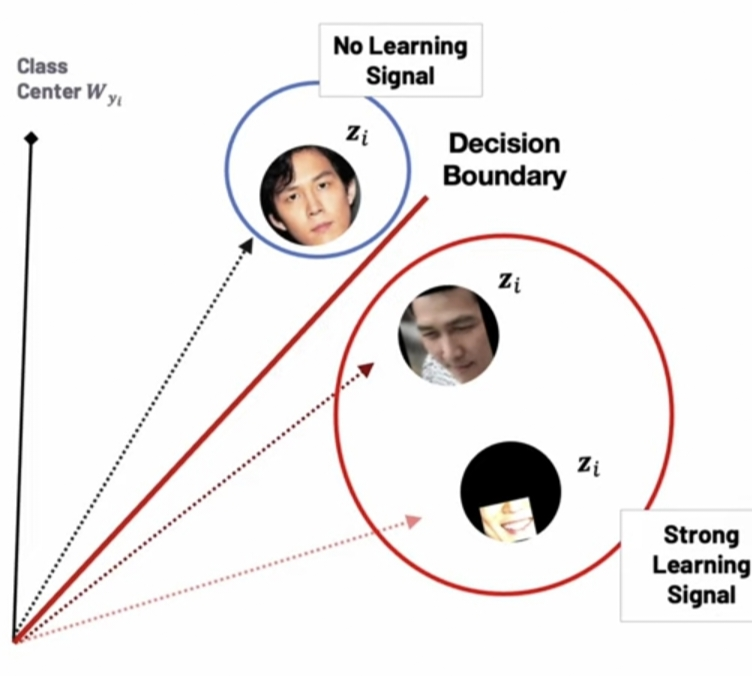 No Learning
Signal
Class
Center W_{y_i}
z_i
Decision
Boundary
z_i
z_i
Strong
Learning
Signal